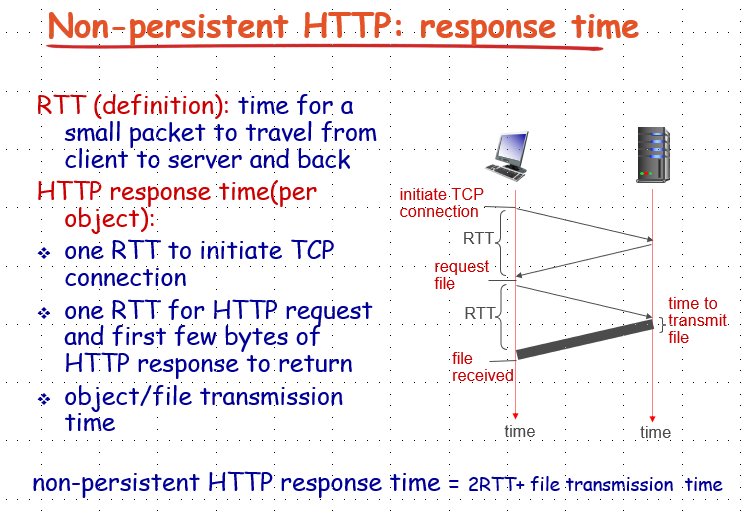 Non-persistent HTTP: response time
RTT (definition): time for a
small packet to travel from
client to server and back
HTTP response time(per
object):
❖ one RTT to initiate TCP
connection
❖ one RTT for HTTP request
and first few bytes of
HTTP response to return
❖ object/file transmission
time
initiate TCP
connection
RTT
request
file
RTT
time to
transmit
file
file
received
time
time
non-persistent HTTP response time = 2RTT+ file transmission time